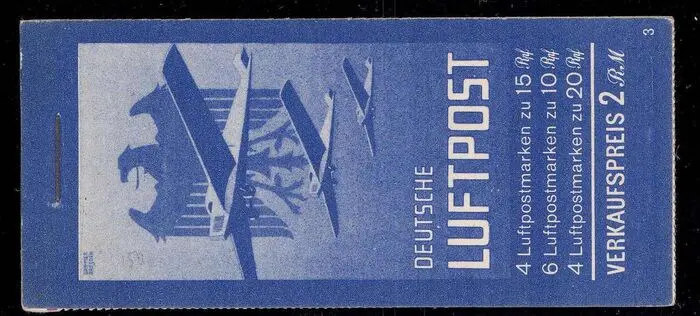 3
DEUTSCHE
LUFTPOST
4 Luftpostmarken zu 15 Rpf
6 Luftpostmarken zu 10 Rpf
4 Luftpostmarken zu 20 Rpf
VERKAUFSPREIS 2 RM